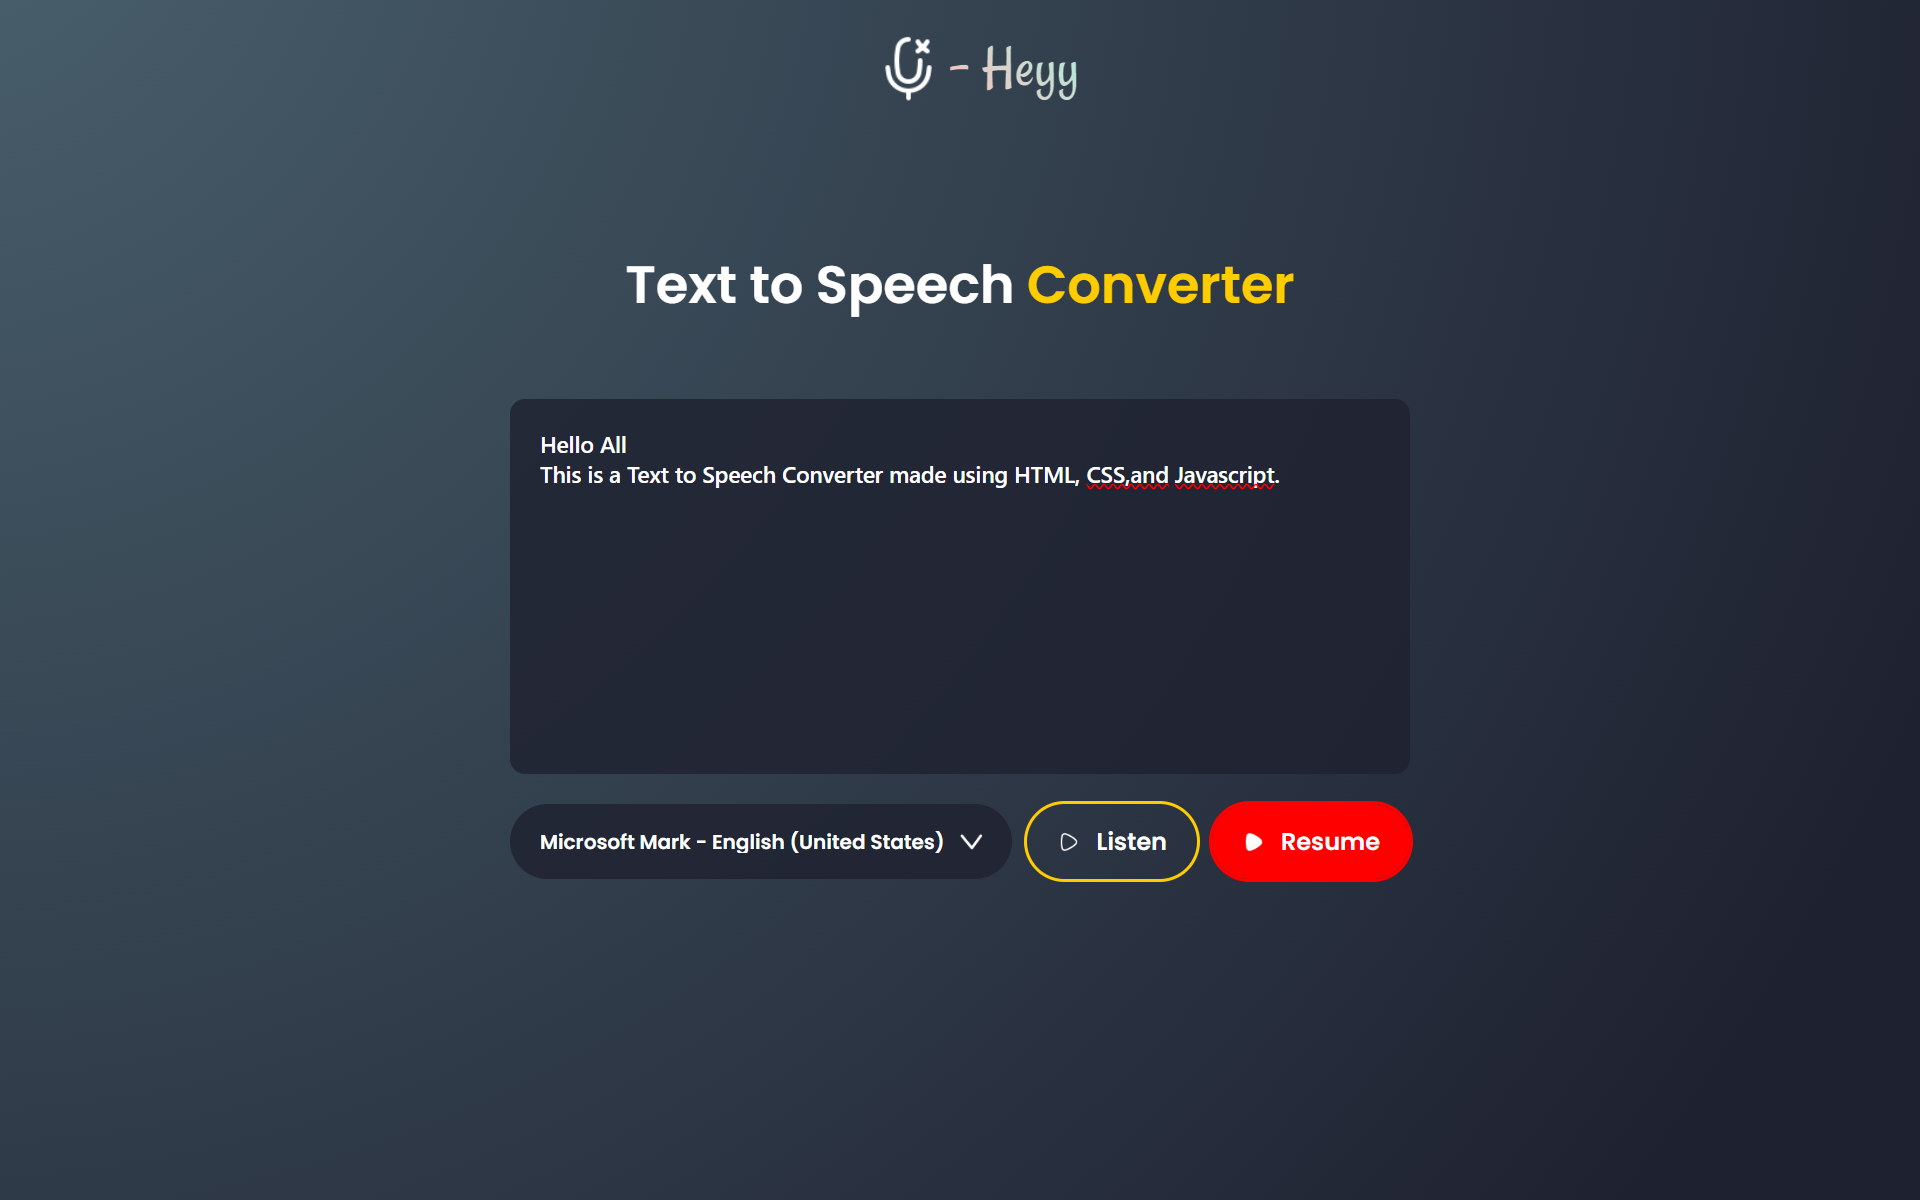 - Heyy
Text to Speech Converter
Hello All
This is a Text to Speech Converter made using HTML, CSS,and Javascript.
Microsoft Mark - English (United States)
Listen
Resume